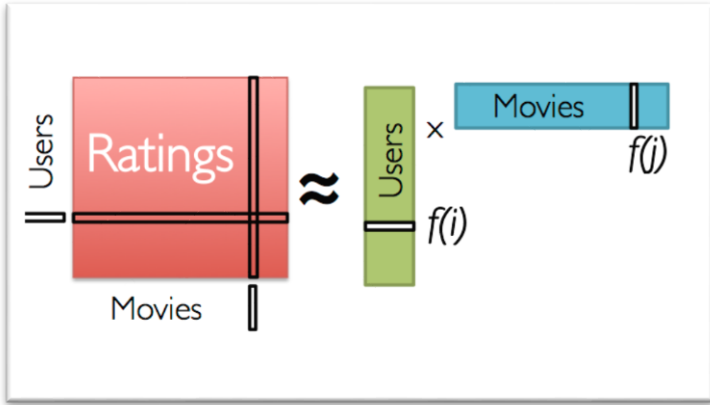 Users
Ratings
Movies
≈
Users
f(i)
×
Movies
f(j)